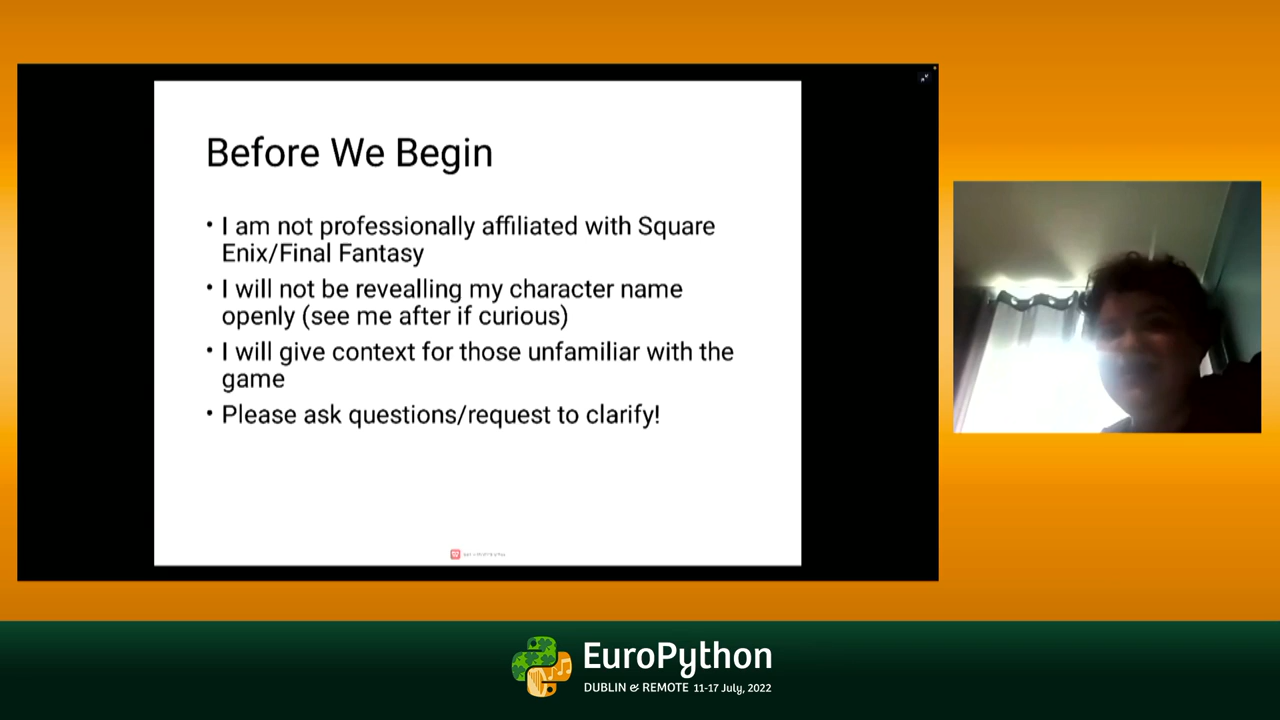 Before We Begin
• I am not professionally affiliated with Square
Enix/Final Fantasy
• I will not be revealling my character name
openly (see me after if curious)
• I will give context for those unfamiliar with the
game
• Please ask questions/request to clarify!
EuroPython
DUBLIN & REMOTE 11-17 July, 2022